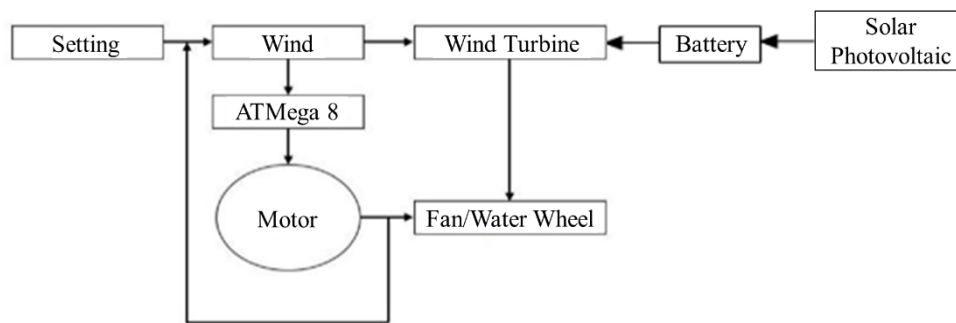 Setting
Wind
Wind Turbine
Battery
Solar
Photovoltaic
ATMega 8
Motor
Fan/Water Wheel